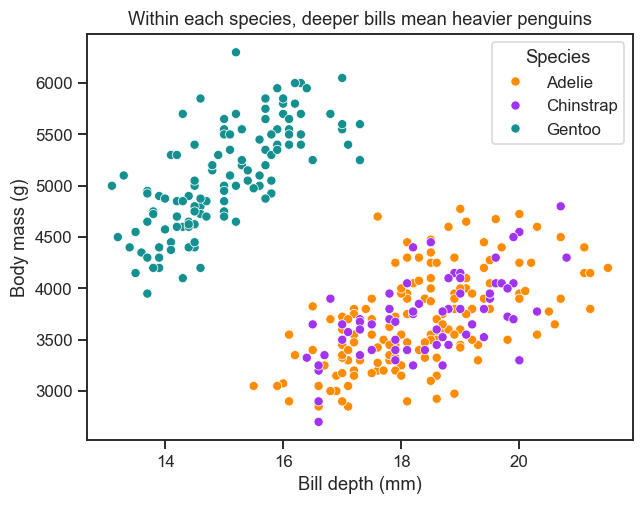 Within each species, deeper bills mean heavier penguins
Species
Adelie
Chinstrap
Gentoo
Body mass (g)
6000
5500
5000
4500
4000
3500
3000
14 16 18 20
Bill depth (mm)